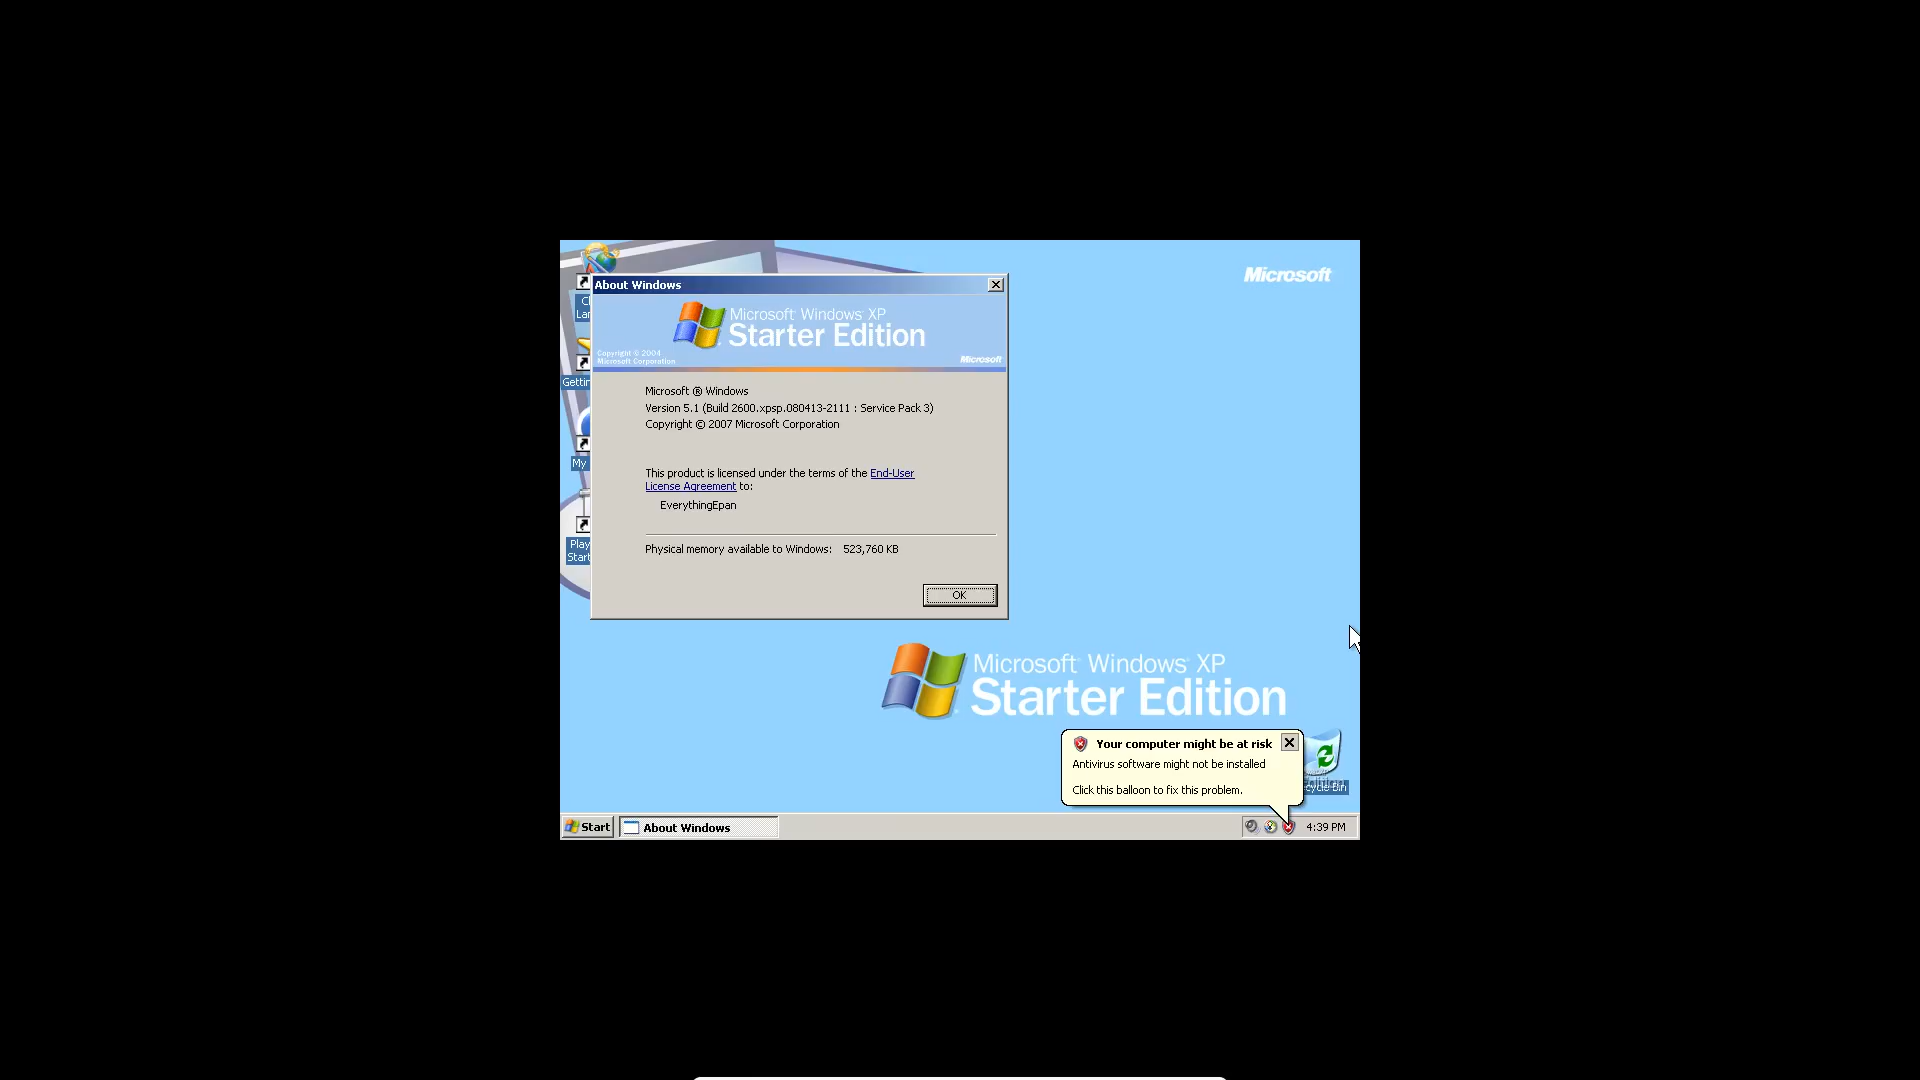 Microsoft
About Windows
Microsoft Windows XP
Starter Edition
Copyright © 2004
Microsoft Corporation
Microsoft
Microsoft ® Windows
Version 5.1 (Build 2600.xpsp.080413-2111 : Service Pack 3)
Copyright © 2007 Microsoft Corporation
This product is licensed under the terms of the End-User
License Agreement to:
EverythingEpan
Physical memory available to Windows: 523,760 KB
OK
My
Play
Start
Microsoft Windows XP
Starter Edition
Your computer might be at risk
Antivirus software might not be installed
Click this balloon to fix this problem.
Start
About Windows
4:39 PM